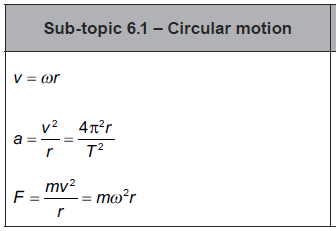 Sub-topic 6.1 – Circular motion
v = ωr
a = v²/r = 4π²r/T²
F = mv²/r = mω²r